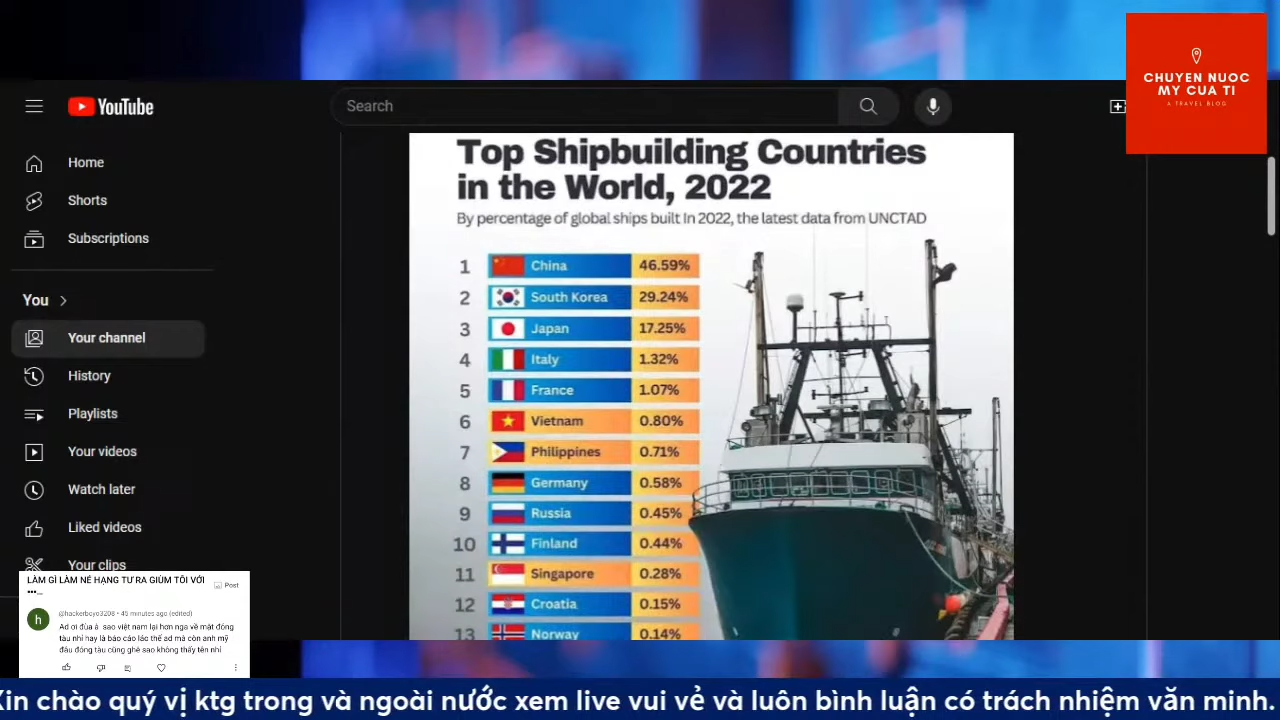 CHUYEN NUOC
MY CUA TI
A TRAVEL BLOG
YouTube
Search
Home
Shorts
Subscriptions
You
Your channel
History
Playlists
Your videos
Watch later
Liked videos
Your clips
Top Shipbuilding Countries
in the World, 2022
By percentage of global ships built In 2022, the latest data from UNCTAD
1 China 46.59%
2 South Korea 29.24%
3 Japan 17.25%
4 Italy 1.32%
5 France 1.07%
6 Vietnam 0.80%
7 Philippines 0.71%
8 Germany 0.58%
9 Russia 0.45%
10 Finland 0.44%
11 Singapore 0.28%
12 Croatia 0.15%
13 Norway 0.14%
LÀM GÌ LÀM NÉ HẠNG TƯ RA GIÙM TÔI VỚI
•••...
Post
h
@hackerboyo3208 • 45 minutes ago (edited)
Ad ơi đùa à sao việt nam lại hơn nga về mặt đóng
tàu nhỉ hay là báo cáo lác thế ad mà còn anh mỹ
đâu đóng tàu cũng ghê sao không thấy tên nhỉ
Xin chào quý vị ktg trong và ngoài nước xem live vui vẻ và luôn bình luận có trách nhiệm văn minh.